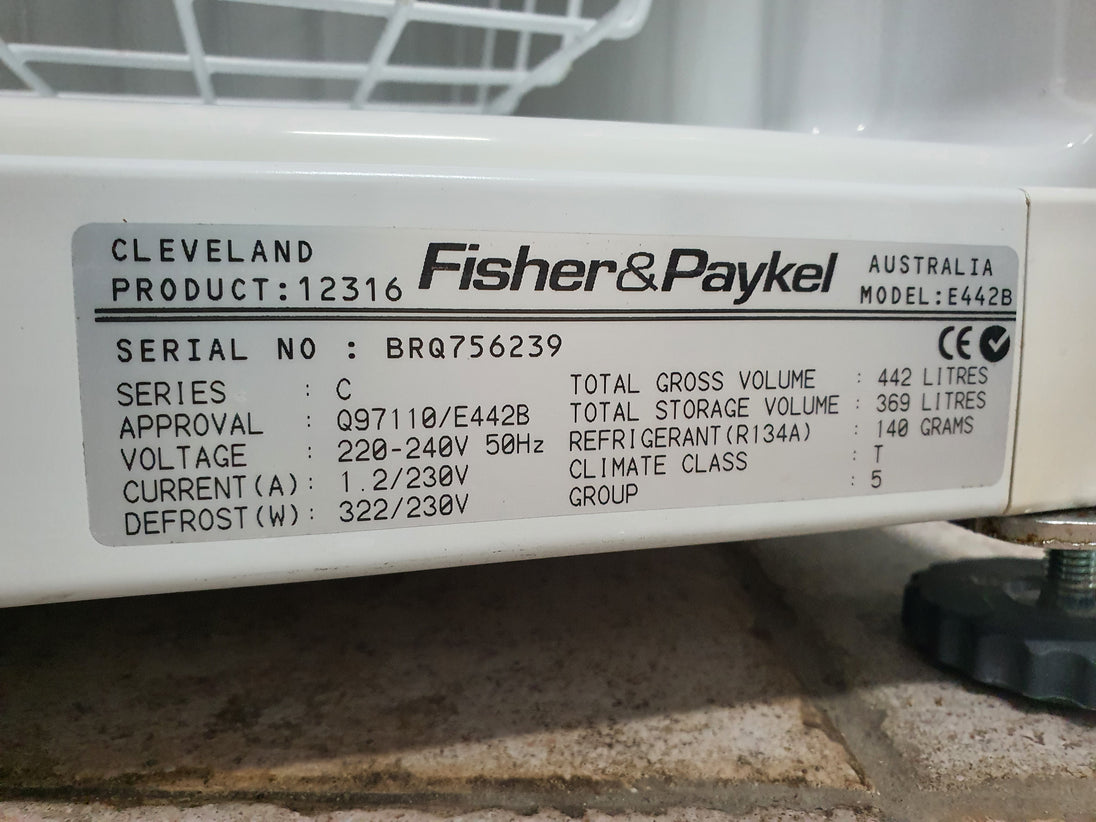 CLEVELAND
PRODUCT:12316
Fisher&Paykel
AUSTRALIA
MODEL:E442B
SERIAL NO : BRQ756239
CE
SERIES : C
APPROVAL : Q97110/E442B
VOLTAGE : 220-240V 50Hz
CURRENT(A): 1.2/230V
DEFROST(W): 322/230V
TOTAL GROSS VOLUME : 442 LITRES
TOTAL STORAGE VOLUME : 369 LITRES
REFRIGERANT(R134A) : 140 GRAMS
CLIMATE CLASS : T
GROUP : 5